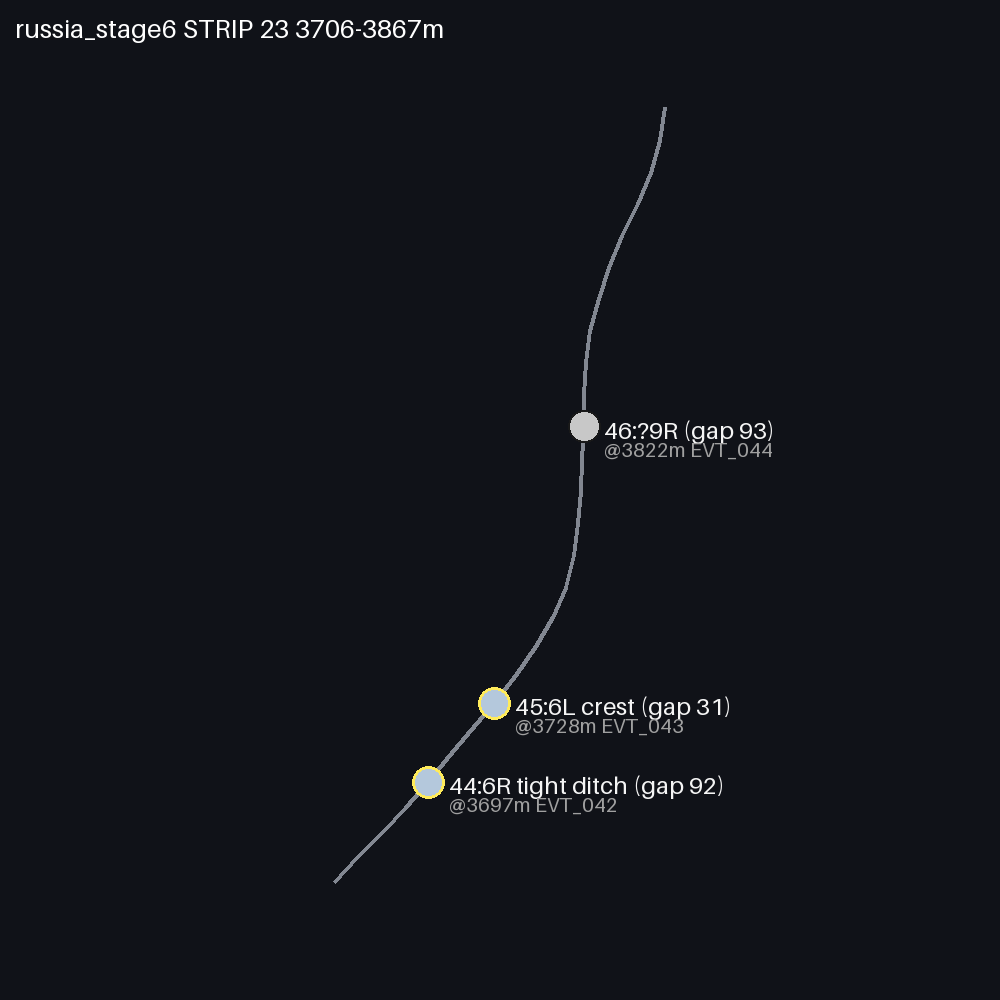 russia_stage6 STRIP 23 3706-3867m
46:?9R (gap 93)
@3822m EVT_044
45:6L crest (gap 31)
@3728m EVT_043
44:6R tight ditch (gap 92)
@3697m EVT_042